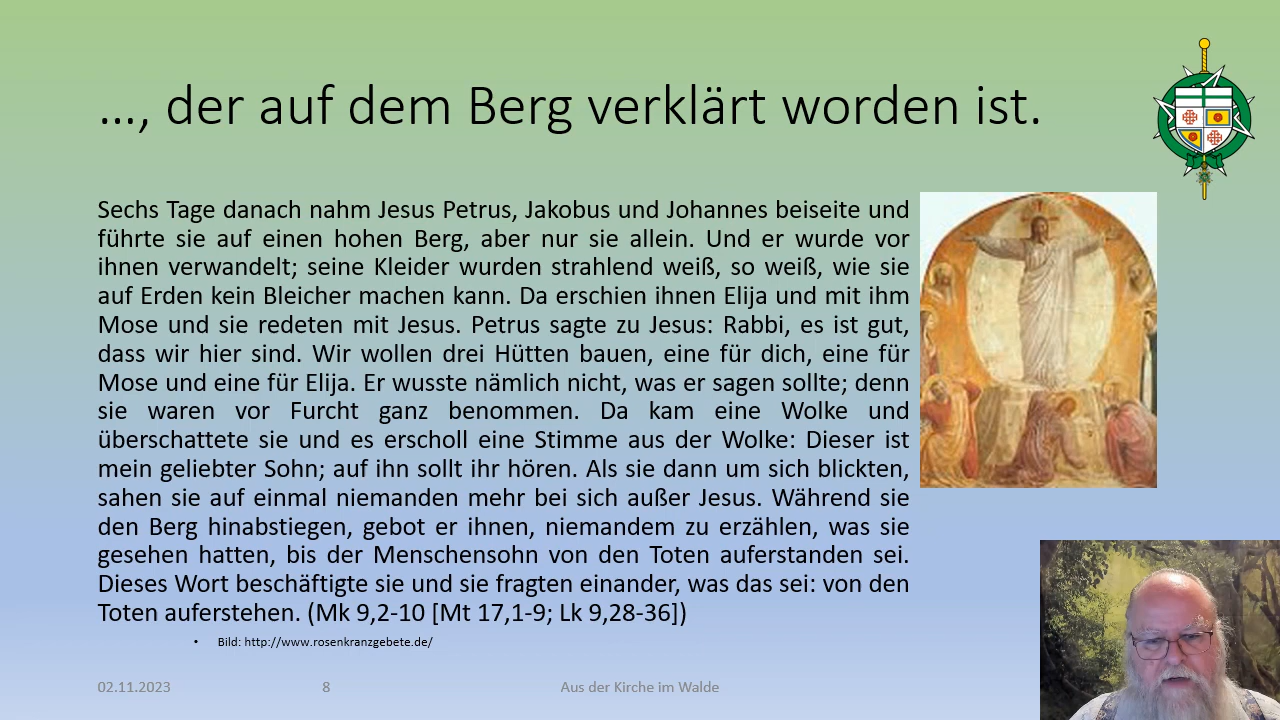 …, der auf dem Berg verklärt worden ist.
Sechs Tage danach nahm Jesus Petrus, Jakobus und Johannes beiseite und
führte sie auf einen hohen Berg, aber nur sie allein. Und er wurde vor
ihnen verwandelt; seine Kleider wurden strahlend weiß, so weiß, wie sie
auf Erden kein Bleicher machen kann. Da erschien ihnen Elija und mit ihm
Mose und sie redeten mit Jesus. Petrus sagte zu Jesus: Rabbi, es ist gut,
dass wir hier sind. Wir wollen drei Hütten bauen, eine für dich, eine für
Mose und eine für Elija. Er wusste nämlich nicht, was er sagen sollte; denn
sie waren vor Furcht ganz benommen. Da kam eine Wolke und
überschattete sie und es erscholl eine Stimme aus der Wolke: Dieser ist
mein geliebter Sohn; auf ihn sollt ihr hören. Als sie dann um sich blickten,
sahen sie auf einmal niemanden mehr bei sich außer Jesus. Während sie
den Berg hinabstiegen, gebot er ihnen, niemandem zu erzählen, was sie
gesehen hatten, bis der Menschensohn von den Toten auferstanden sei.
Dieses Wort beschäftigte sie und sie fragten einander, was das sei: von den
Toten auferstehen. (Mk 9,2-10 [Mt 17,1-9; Lk 9,28-36])
• Bild: http://www.rosenkranzgebete.de/
02.11.2023 8 Aus der Kirche im Walde